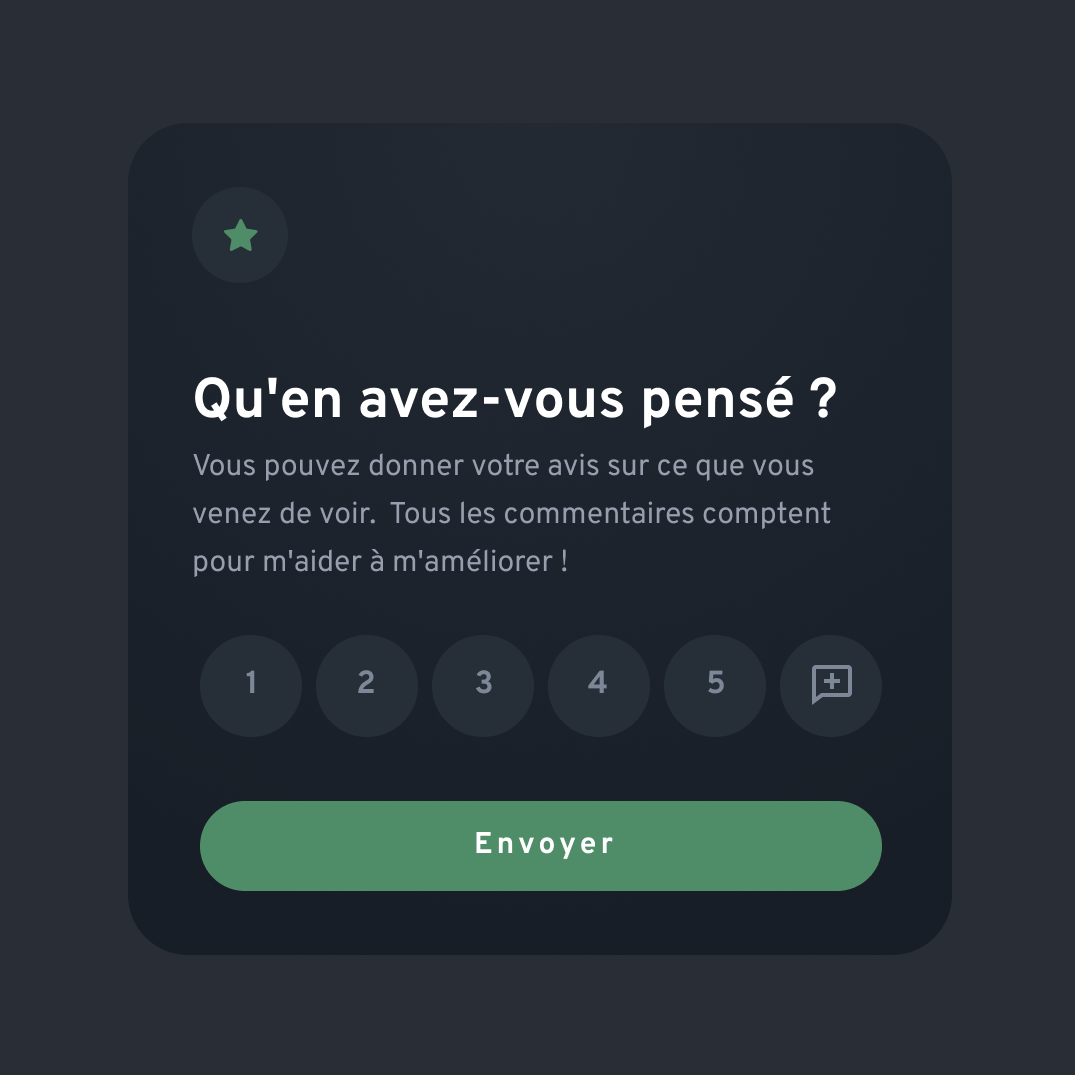 Qu'en avez-vous pensé ?
Vous pouvez donner votre avis sur ce que vous
venez de voir.  Tous les commentaires comptent
pour m'aider à m'améliorer !
1 2 3 4 5
Envoyer